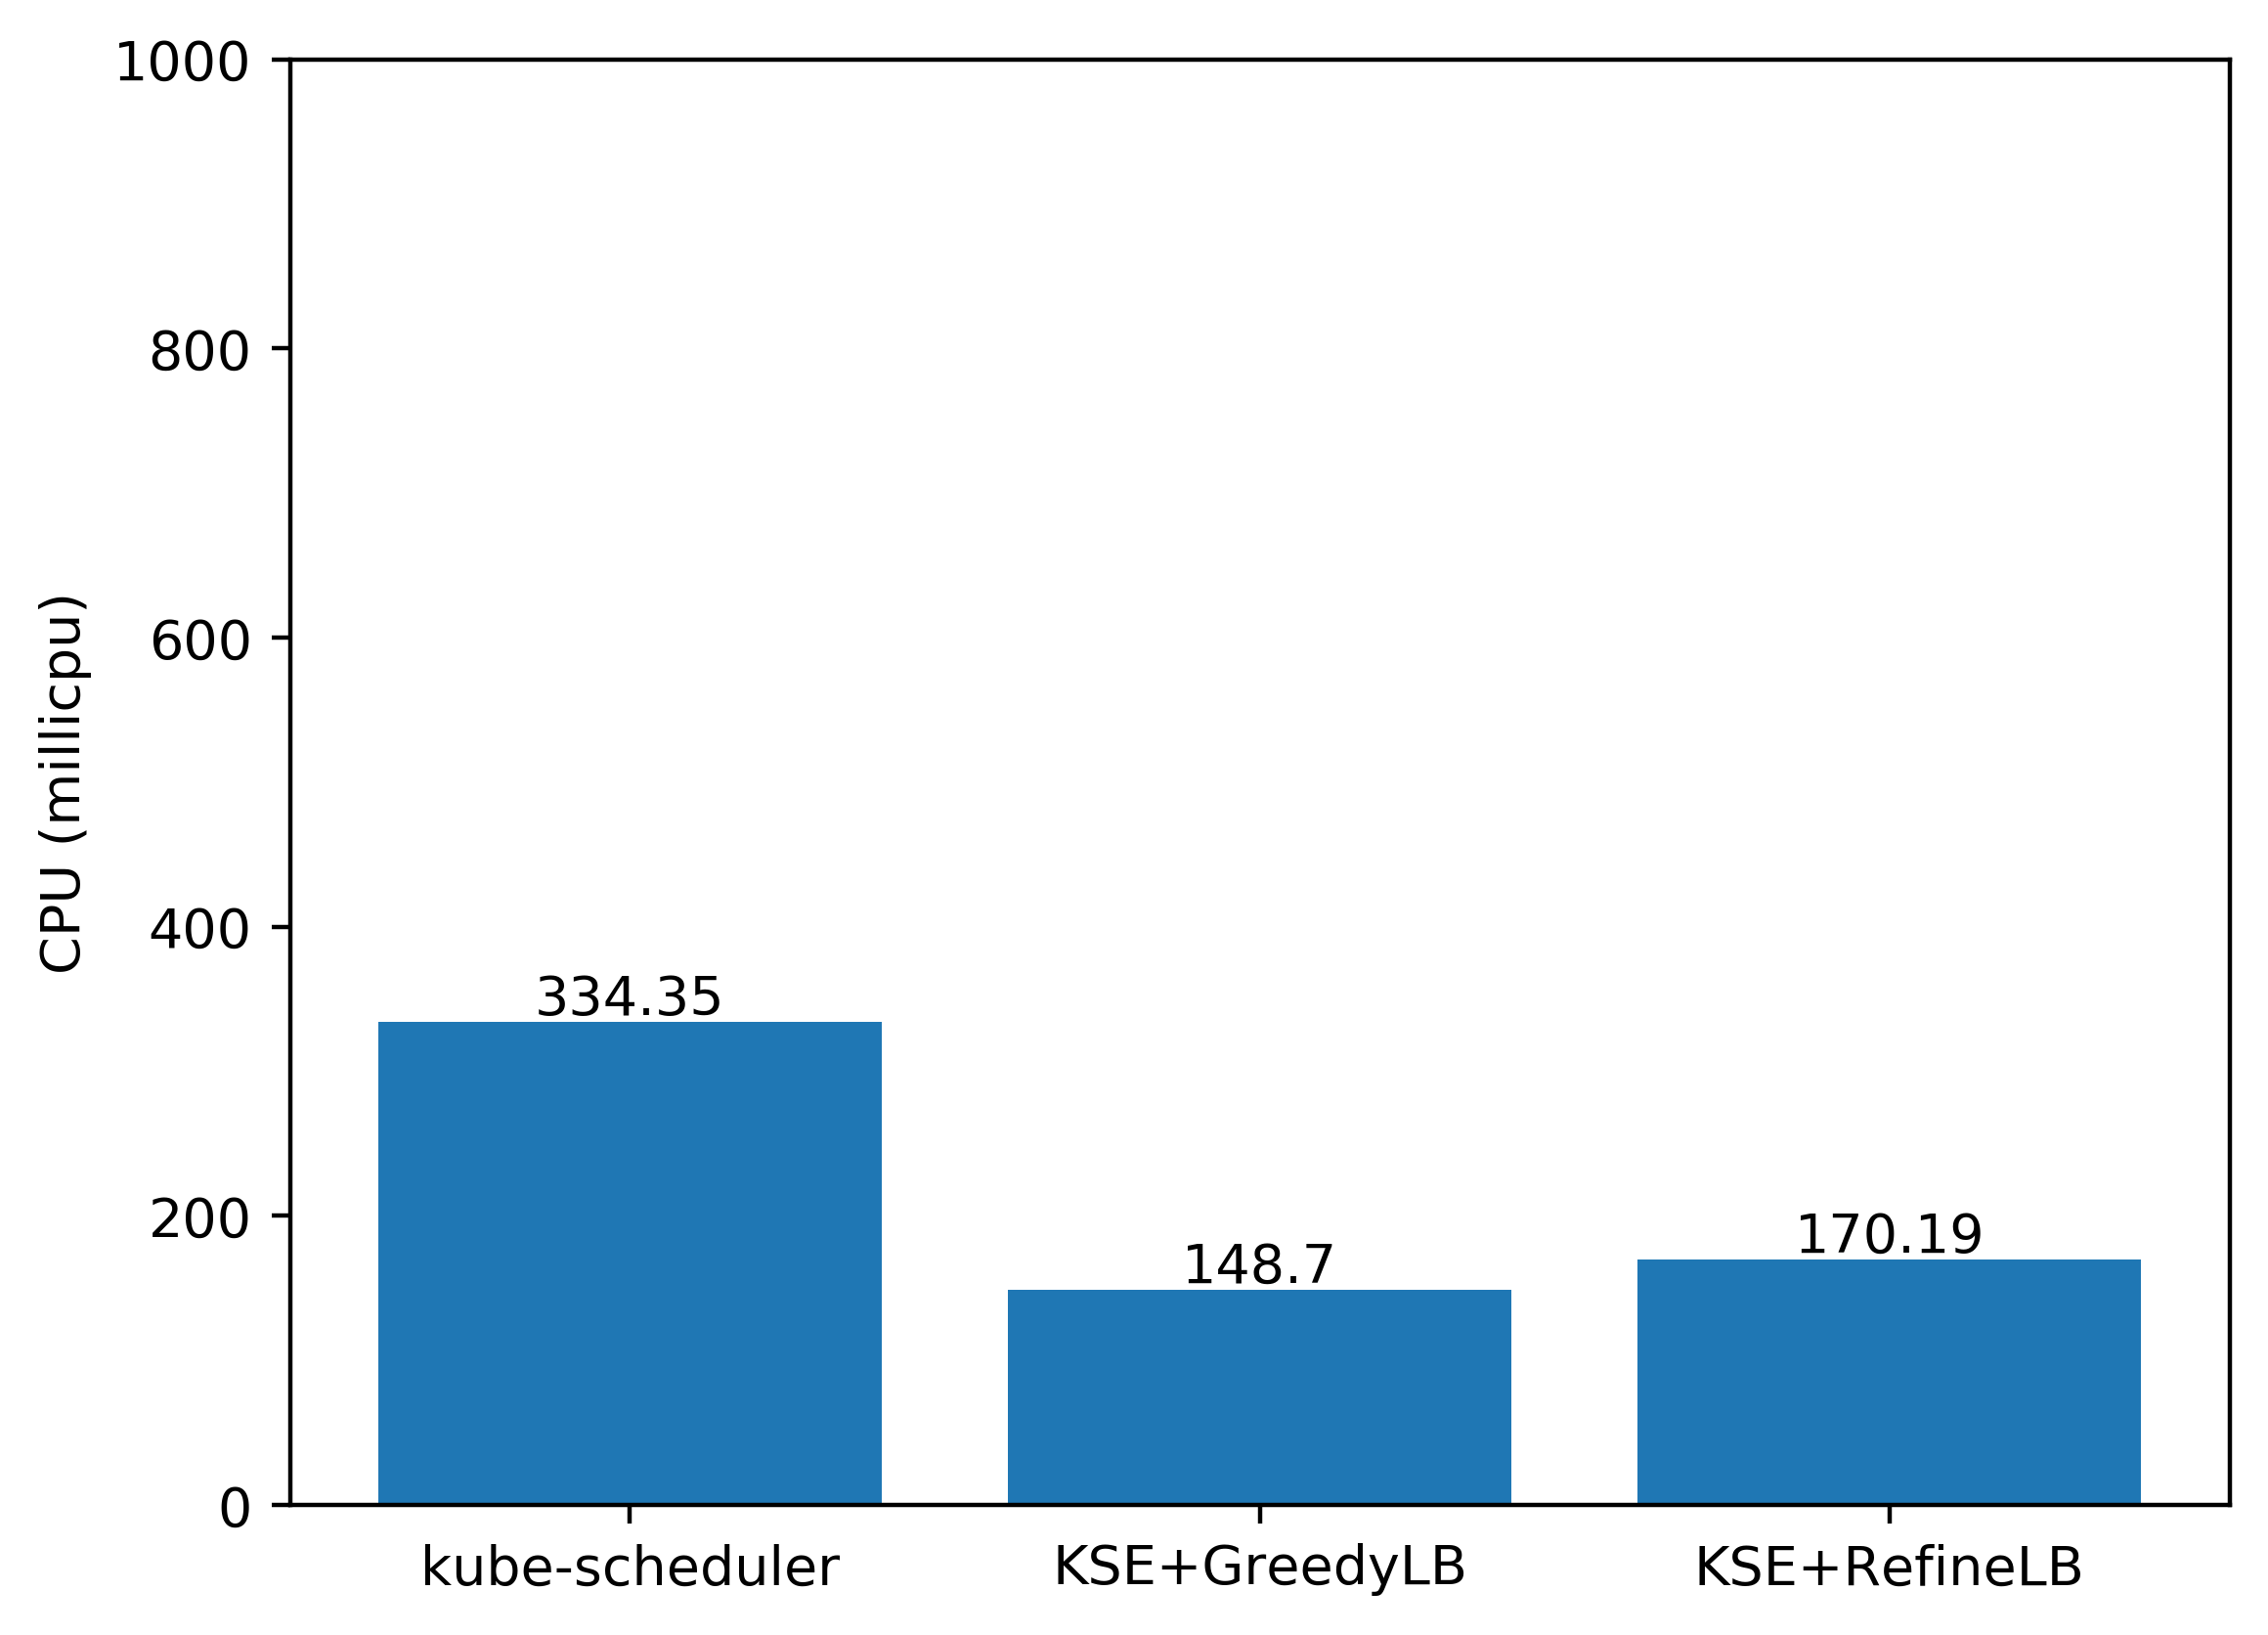 1000
800
600
400
200
0
CPU (millicpu)
334.35
148.7
170.19
kube-scheduler
KSE+GreedyLB
KSE+RefineLB